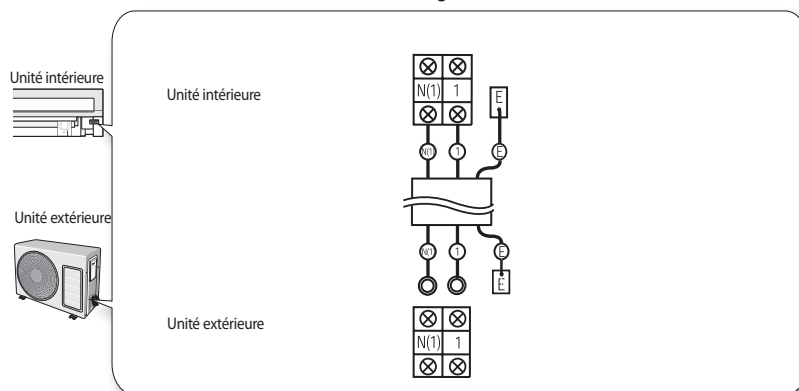 Unité intérieure
Unité extérieure
Unité intérieure
N(1) 1
E
N(1) 1 E
N(1) 1 E
E
Unité extérieure
N(1) 1